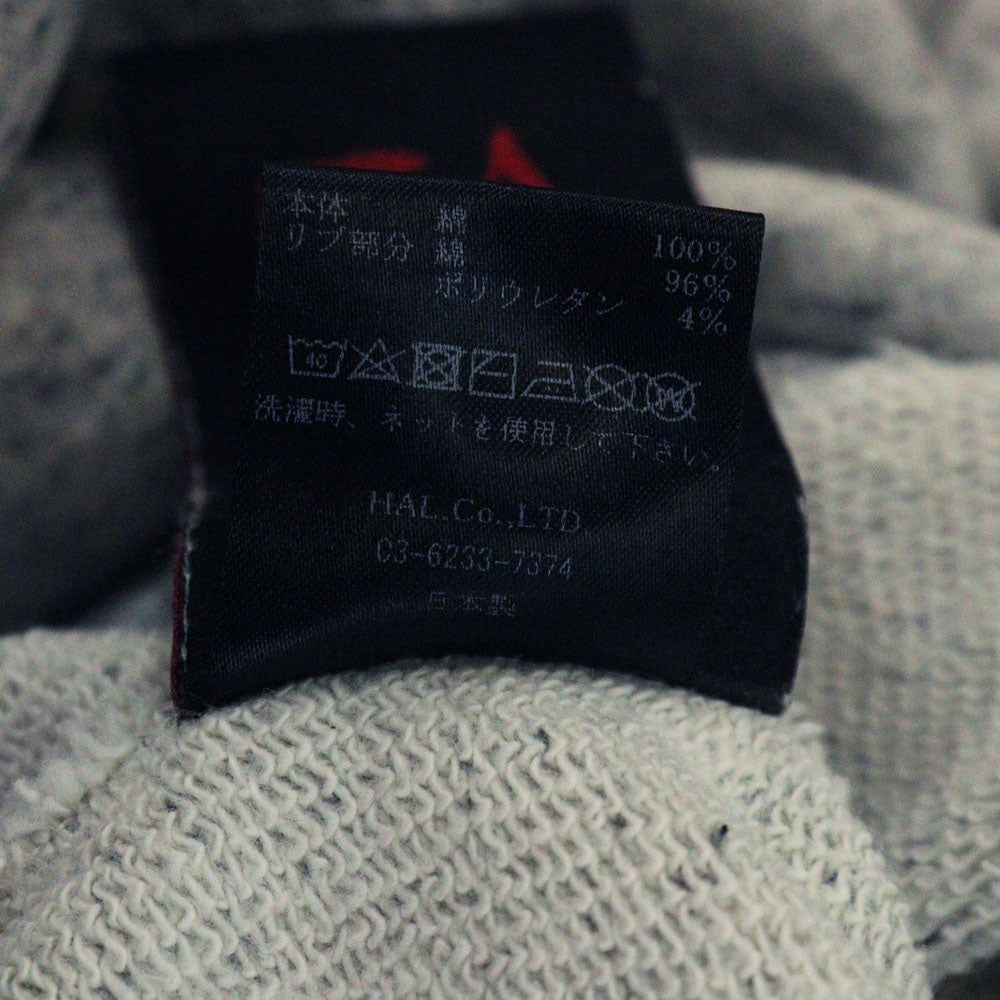 本体 綿 100%
リブ部分 綿 96%
ポリウレタン 4%
40
洗濯時、ネットを使用して下さい。
HAL.Co.,LTD
03-6233-7374
日本製